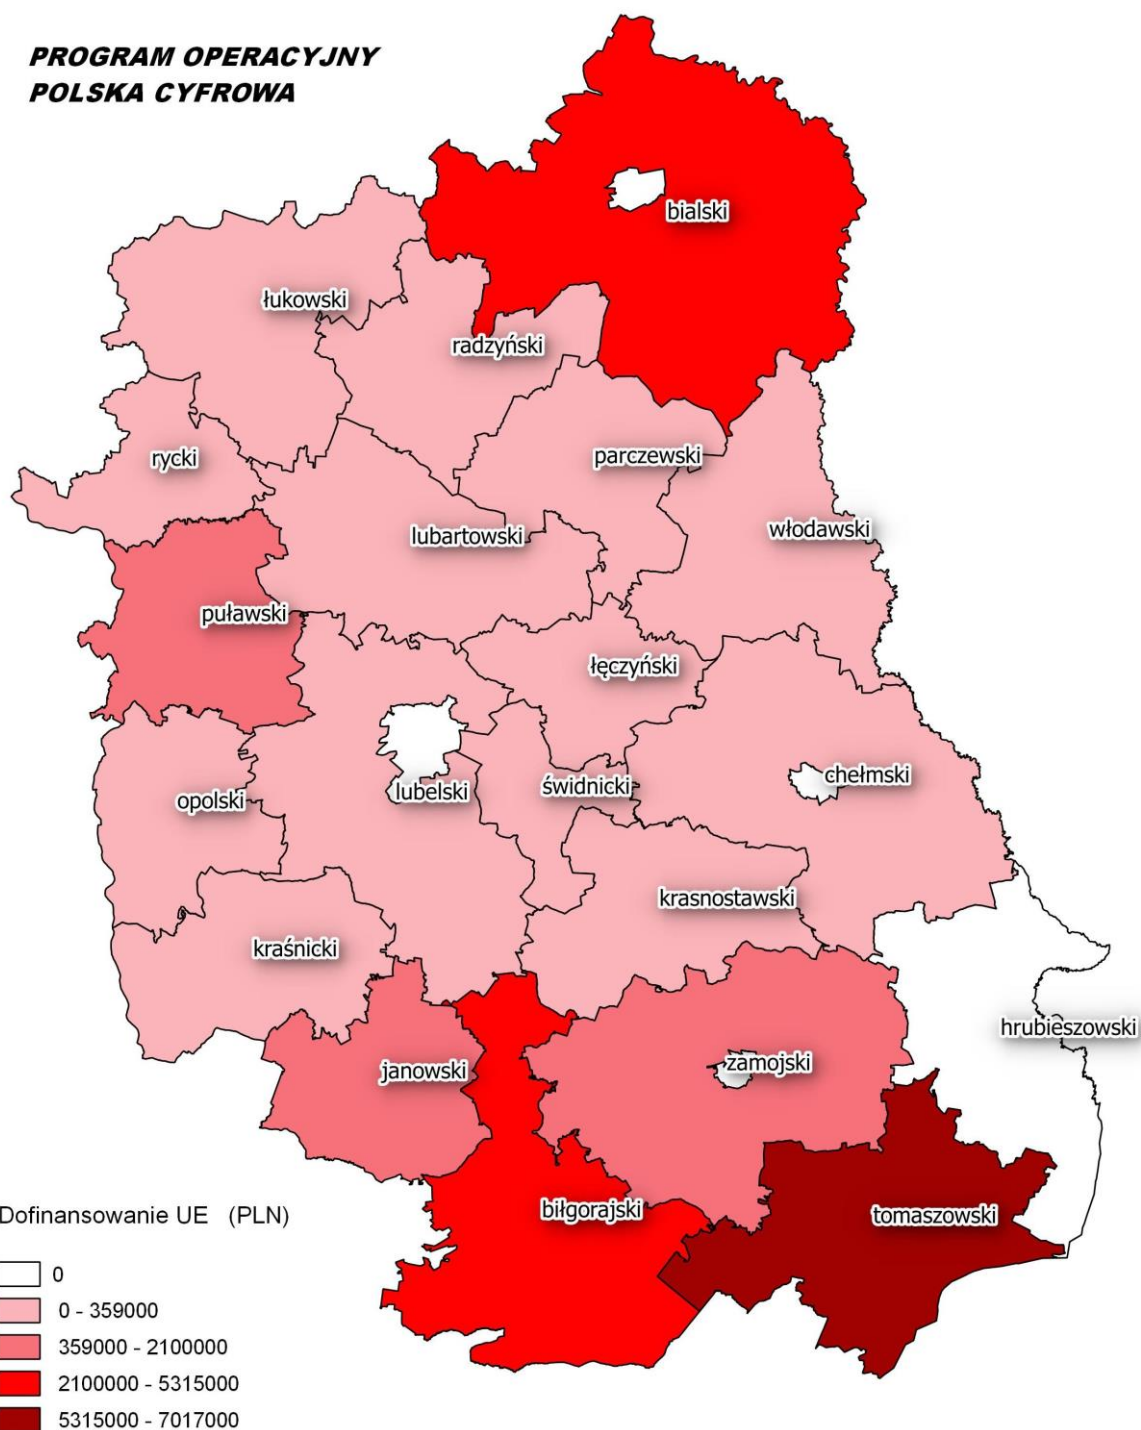 PROGRAM OPERACYJNY
POLSKA CYFROWA
bialski
łukowski
radzyński
parczewski
rycki
włodawski
lubartowski
puławski
łęczyński
chełmski
świdnicki
lubelski
opolski
krasnostawski
kraśnicki
hrubieszowski
zamojski
janowski
biłgorajski
tomaszowski
Dofinansowanie UE (PLN)
0
0 - 359000
359000 - 2100000
2100000 - 5315000
5315000 - 7017000